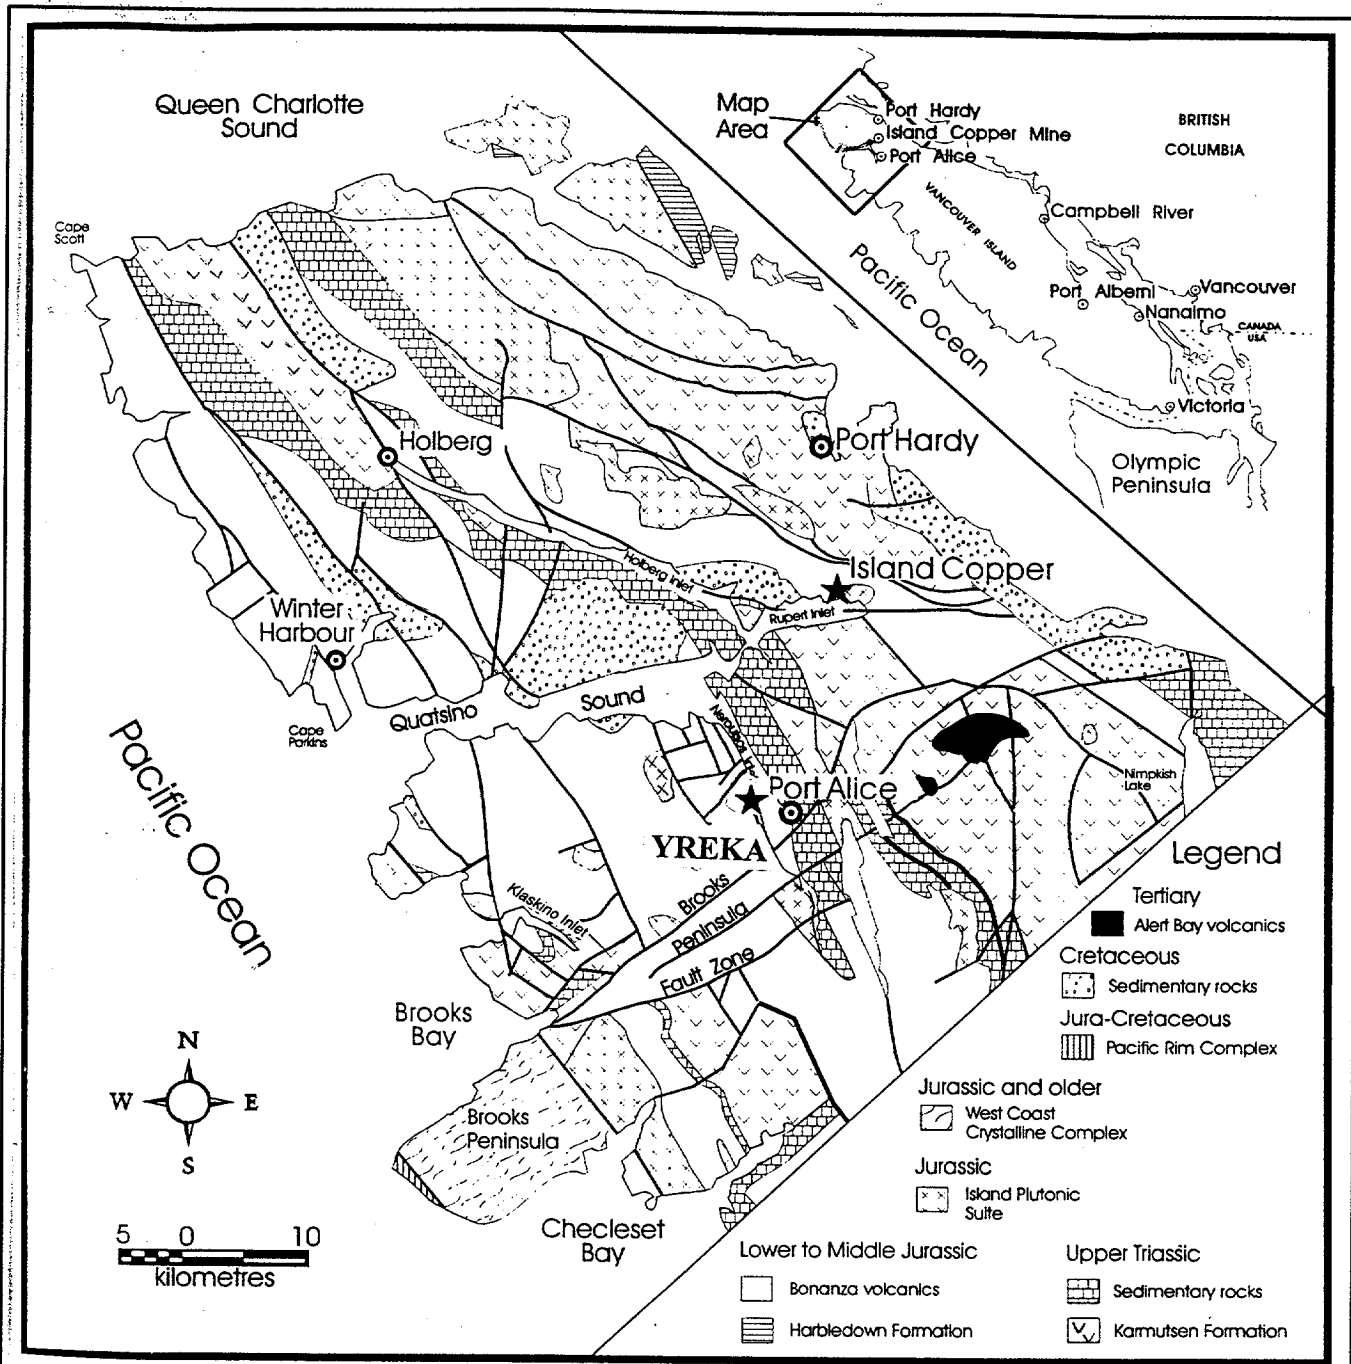 Queen Charlotte
Sound
Map
Area
Port Hardy
Island Copper Mine
Port Alice
BRITISH
COLUMBIA
VANCOUVER ISLAND
Campbell River
Pacific Ocean
Port Alberni
Vancouver
Nanaimo
CANADA
USA
Victoria
Olympic
Peninsula
Cape
Scott
Holberg
Port Hardy
Holberg Inlet
Island Copper
Rupert Inlet
Winter
Harbour
Cape
Parkins
Quatsino
Sound
Pacific Ocean
Port Alice
YREKA
Nimpkish
Lake
Klaskino Inlet
Brooks
Peninsula
Fault Zone
Brooks
Bay
Brooks
Peninsula
Checleset
Bay
N
W
E
S
5 0 10
kilometres
Legend
Tertiary
Alert Bay volcanics
Cretaceous
Sedimentary rocks
Jura-Cretaceous
Pacific Rim Complex
Jurassic and older
West Coast
Crystalline Complex
Jurassic
Island Plutonic
Suite
Lower to Middle Jurassic
Bonanza volcanics
Harbledown Formation
Upper Triassic
Sedimentary rocks
Karmutsen Formation